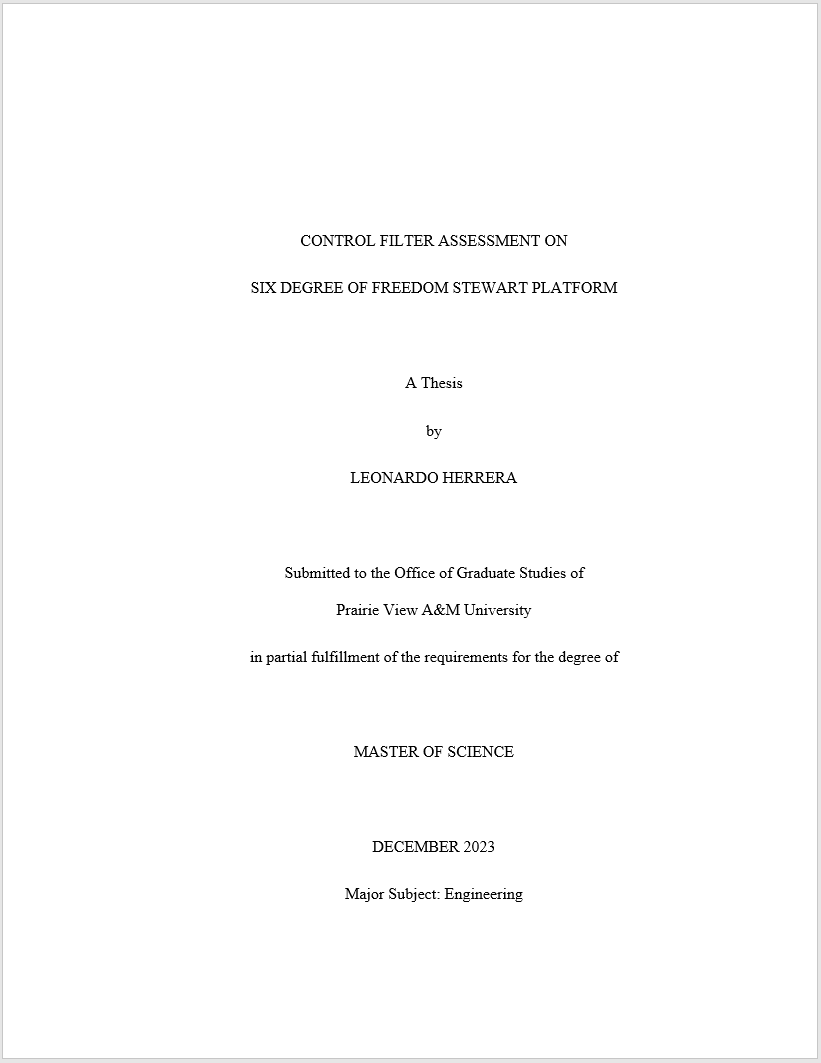 CONTROL FILTER ASSESSMENT ON
SIX DEGREE OF FREEDOM STEWART PLATFORM
A Thesis
by
LEONARDO HERRERA
Submitted to the Office of Graduate Studies of
Prairie View A&M University
in partial fulfillment of the requirements for the degree of
MASTER OF SCIENCE
DECEMBER 2023
Major Subject: Engineering